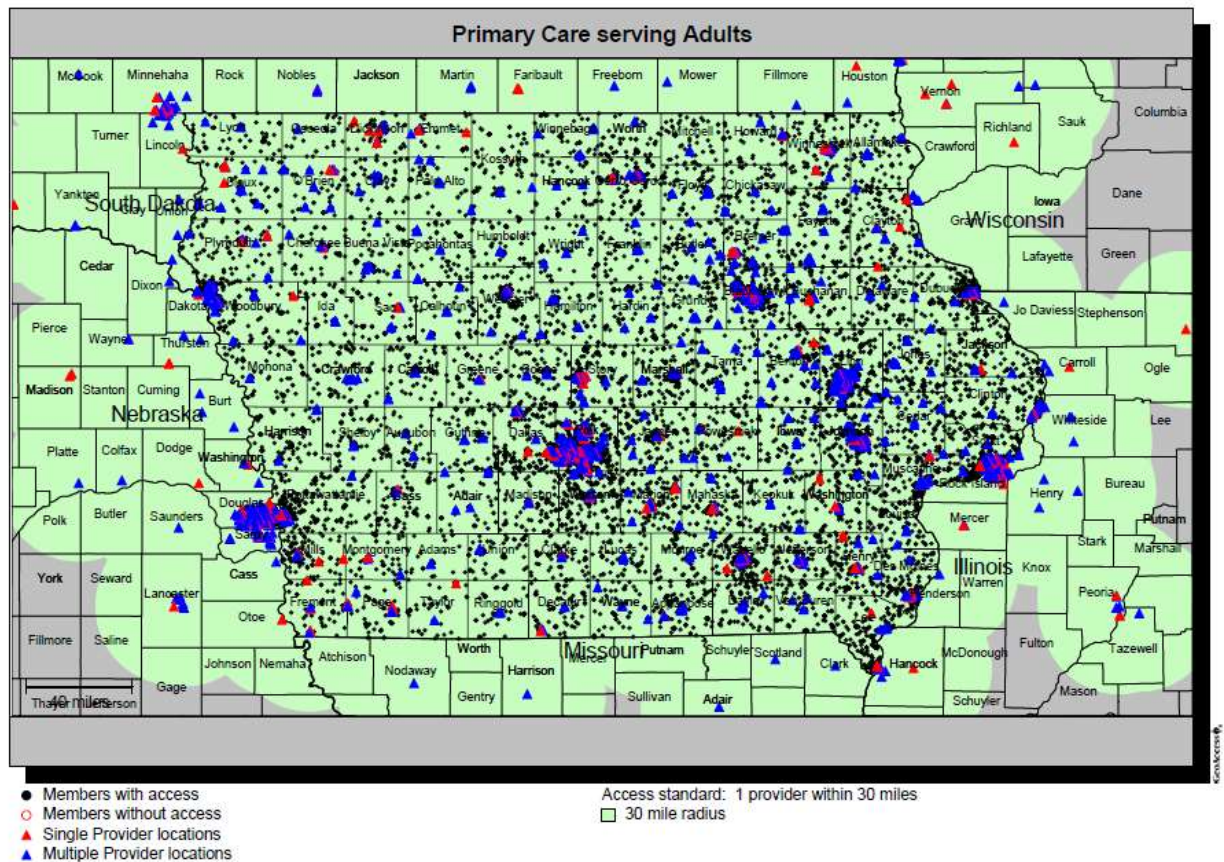 Primary Care serving Adults
Minnehaha Rock Nobles Jackson Martin Faribault Freeborn Mower Fillmore Houston
Vernon
Columbia
Turner
Lincoln
Richland
Sauk
Crawford
Winnebago Worth Mitchell Howard
Emmet
Kossuth
Allamakee
O'Brien
Palo Alto
Hancock
Floyd
Chickasaw
Yankton
South Dakota
Clay
Union
Dane
Iowa
Grant
Wisconsin
Clayton
Fayette
Plymouth
Cherokee Buena Vista Pocahontas Humboldt Wright Franklin Butler Bremer
Lafayette
Green
Cedar
Dixon
Dakota
Woodbury
Ida
Sac
Calhoun
Hamilton
Hardin
Grundy
Buchanan
Delaware
Jo Daviess
Stephenson
Pierce
Wayne
Thurston
Monona
Crawford
Carroll
Greene
Boone
Story
Marshall
Tama
Jones
Jackson
Carroll
Ogle
Madison
Stanton
Cuming
Burt
Nebraska
Clinton
Whiteside
Lee
Harrison
Shelby
Audubon
Guthrie
Dallas
Iowa
Cedar
Platte
Colfax
Dodge
Washington
Muscatine
Rock Island
Henry
Bureau
Putnam
Cass
Adair
Madison
Marion
Mahaska
Keokuk
Washington
Polk
Butler
Saunders
Douglas
Sarpy
Mercer
Stark
Marshall
Mills
Montgomery
Adams
Union
Clarke
Lucas
Monroe
Wapello
Jefferson
Henry
Des Moines
Illinois
Warren
Knox
York
Seward
Cass
Lancaster
Otoe
Fremont
Page
Taylor
Ringgold
Decatur
Wayne
Appanoose
Van Buren
Henderson
Peoria
Fillmore
Saline
Fulton
Tazewell
Johnson
Nemaha
Atchison
Nodaway
Worth
Harrison
Missouri
Mercer
Putnam
Schuyler
Scotland
Clark
Hancock
McDonough
Gage
Gentry
Sullivan
Adair
Schuyler
Mason
40 miles
Thayer
Jefferson
GeoAccess®
Members with access
Members without access
Single Provider locations
Multiple Provider locations
Access standard: 1 provider within 30 miles
30 mile radius